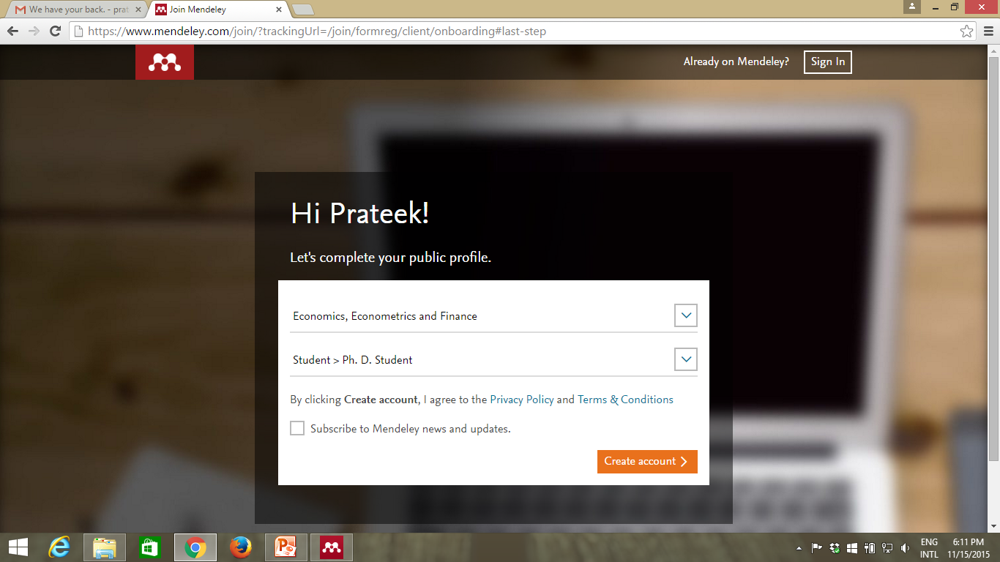 We have your back. - prat
Join Mendeley
https://www.mendeley.com/join/?trackingUrl=/join/formreg/client/onboarding#last-step
Already on Mendeley? Sign In
Hi Prateek!
Let's complete your public profile.
Economics, Econometrics and Finance
Student > Ph. D. Student
By clicking Create account, I agree to the Privacy Policy and Terms & Conditions
Subscribe to Mendeley news and updates.
Create account
ENG 6:11 PM
INTL 11/15/2015